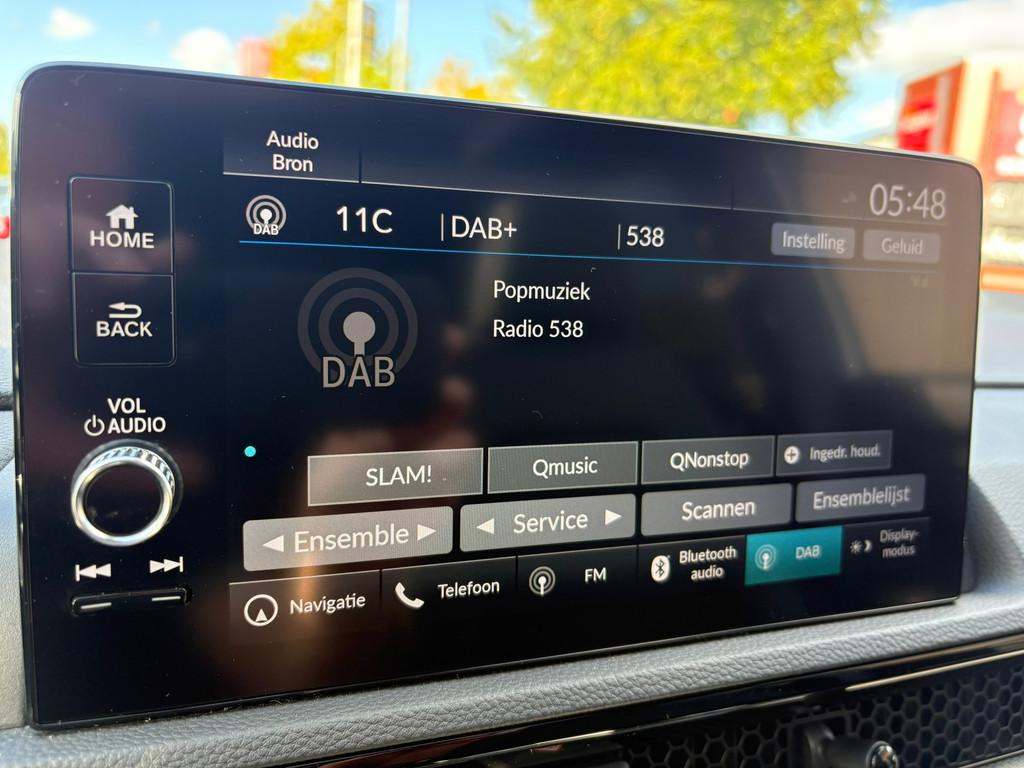 Audio
Bron
05:48
DAB
11C
DAB+
538
Instelling
Geluid
HOME
BACK
Popmuziek
Radio 538
DAB
VOL
AUDIO
SLAM!
Qmusic
QNonstop
Ingedr. houd.
Ensemble
Service
Scannen
Ensemblelijst
Navigatie
Telefoon
FM
Bluetooth
audio
DAB
Display-
modus